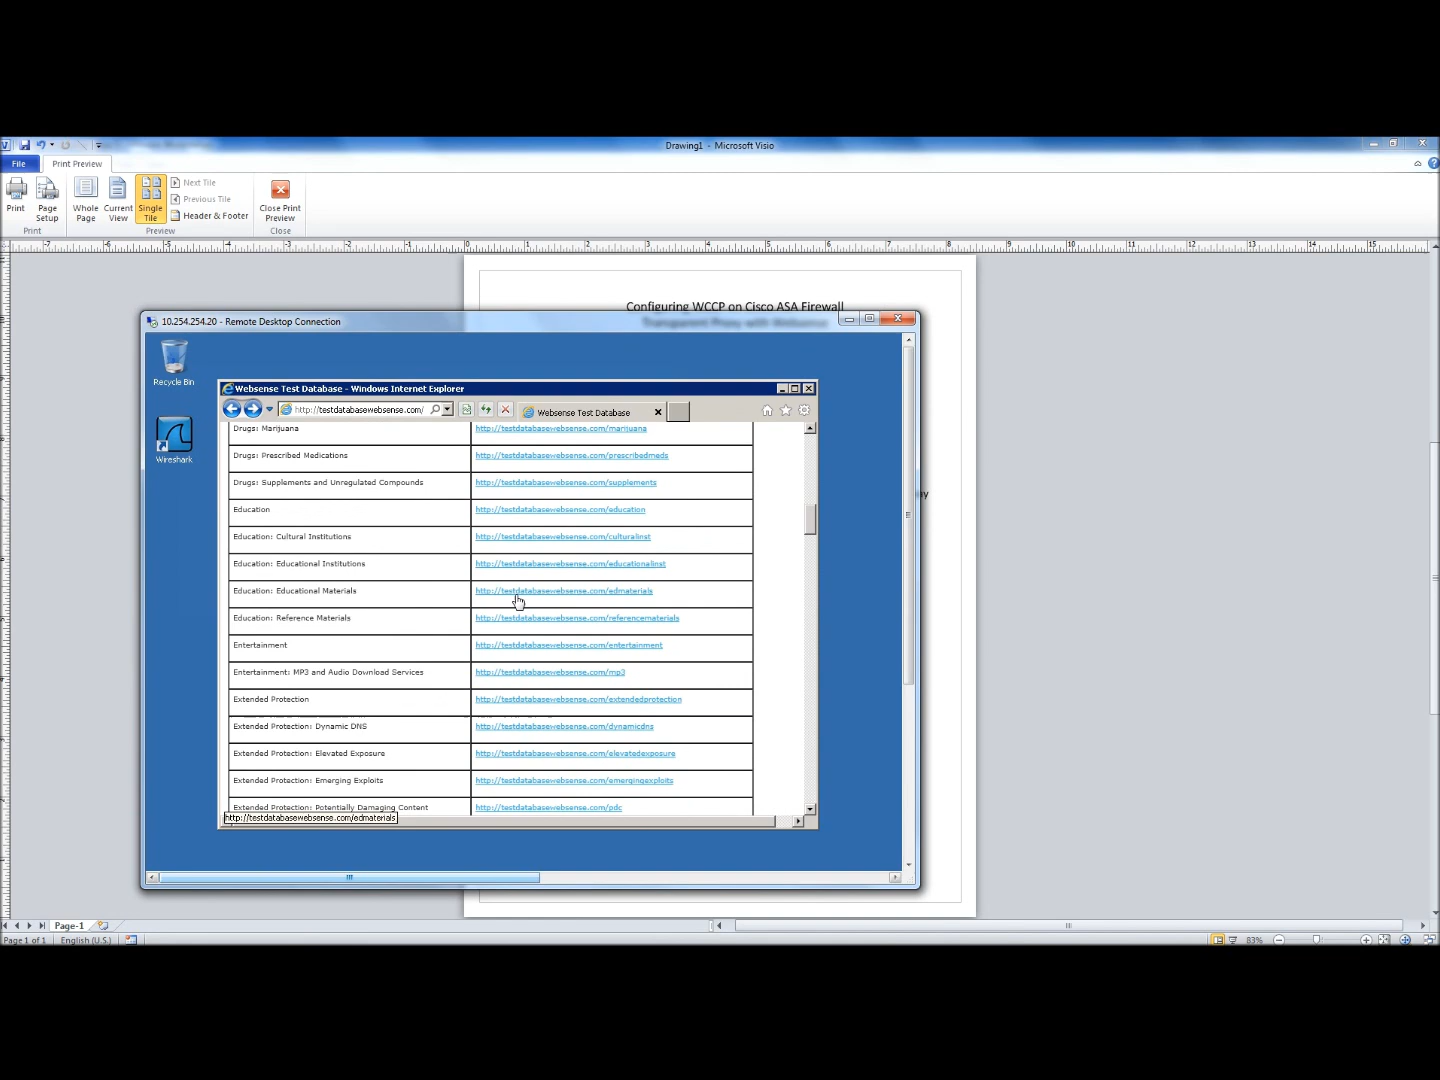 Drawing1 - Microsoft Visio
File
Print Preview
Print
Page Setup
Whole Page
Current View
Single Tile
Next Tile
Previous Tile
Header & Footer
Close Print Preview
Print
Preview
Close
Configuring WCCP on Cisco ASA Firewall
Transparent Proxy with Websense
10.254.254.20 - Remote Desktop Connection
Recycle Bin
Wireshark
Websense Test Database - Windows Internet Explorer
http://testdatabasewebsense.com/
Websense Test Database
Drugs: Marijuana http://testdatabasewebsense.com/marijuana
Drugs: Prescribed Medications http://testdatabasewebsense.com/prescribedmeds
Drugs: Supplements and Unregulated Compounds http://testdatabasewebsense.com/supplements
Education http://testdatabasewebsense.com/education
Education: Cultural Institutions http://testdatabasewebsense.com/culturalinst
Education: Educational Institutions http://testdatabasewebsense.com/educationalinst
Education: Educational Materials http://testdatabasewebsense.com/edmaterials
Education: Reference Materials http://testdatabasewebsense.com/referencematerials
Entertainment http://testdatabasewebsense.com/entertainment
Entertainment: MP3 and Audio Download Services http://testdatabasewebsense.com/mp3
Extended Protection http://testdatabasewebsense.com/extendedprotection
Extended Protection: Dynamic DNS http://testdatabasewebsense.com/dynamicdns
Extended Protection: Elevated Exposure http://testdatabasewebsense.com/elevatedexposure
Extended Protection: Emerging Exploits http://testdatabasewebsense.com/emergingexploits
Extended Protection: Potentially Damaging Content http://testdatabasewebsense.com/pdc
http://testdatabasewebsense.com/edmaterials
Page-1
Page 1 of 1 English (U.S.) 83%